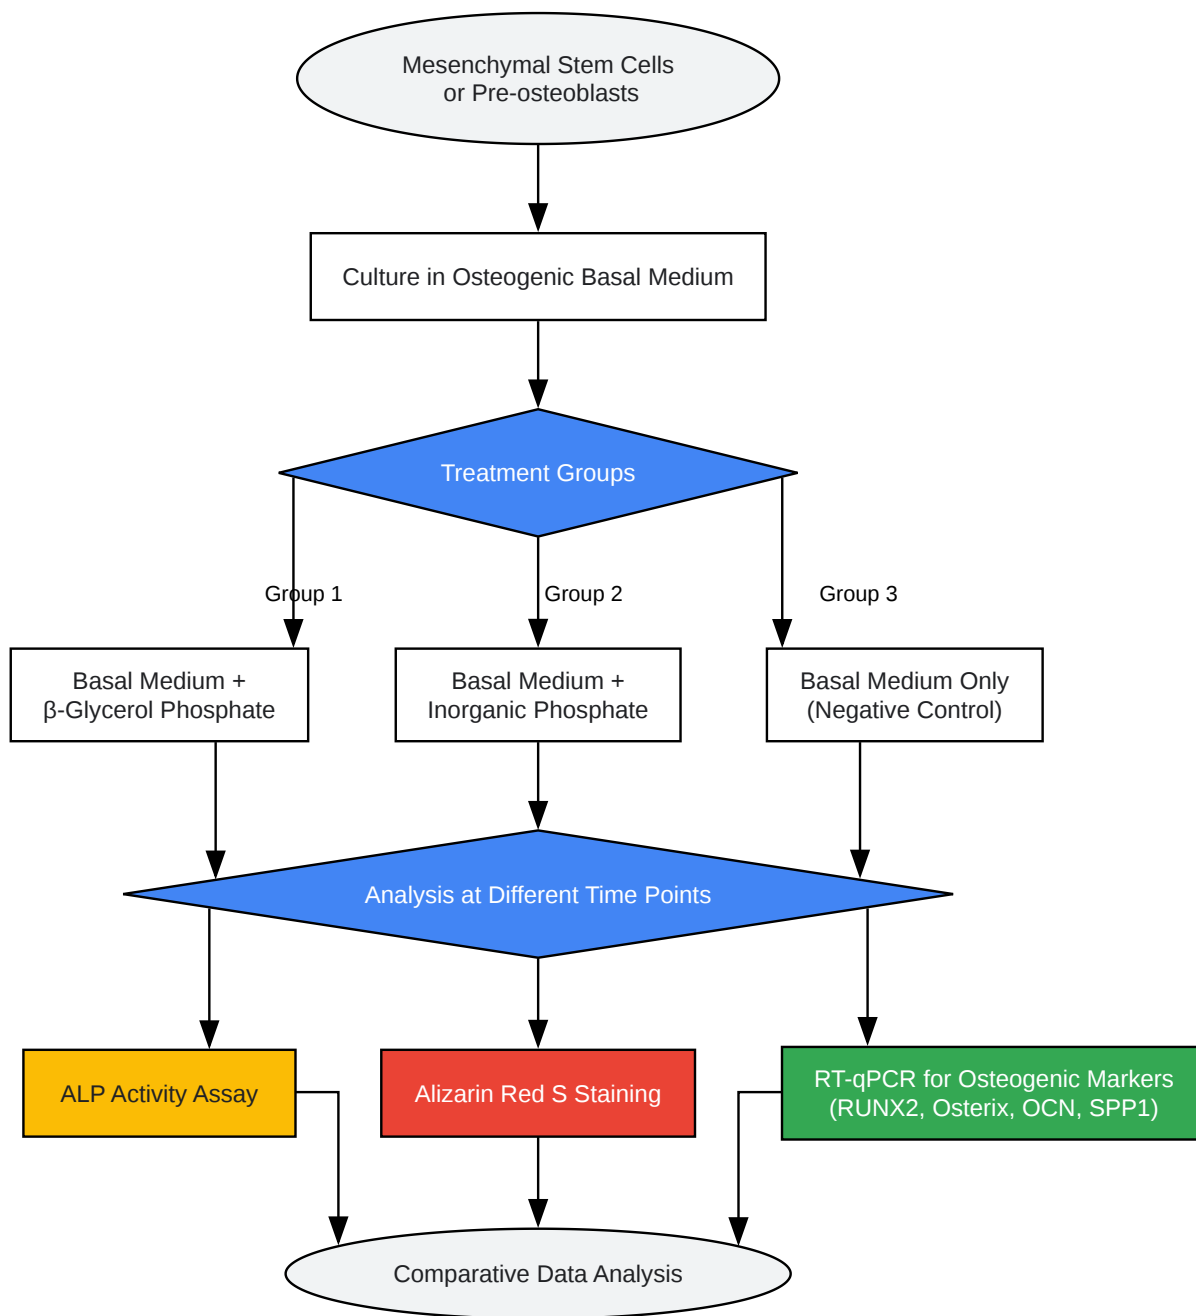 Mesenchymal Stem Cells
or Pre-osteoblasts
Culture in Osteogenic Basal Medium
Treatment Groups
Group 1
Group 2
Group 3
Basal Medium +
β-Glycerol Phosphate
Basal Medium +
Inorganic Phosphate
Basal Medium Only
(Negative Control)
Analysis at Different Time Points
ALP Activity Assay
Alizarin Red S Staining
RT-qPCR for Osteogenic Markers
(RUNX2, Osterix, OCN, SPP1)
Comparative Data Analysis